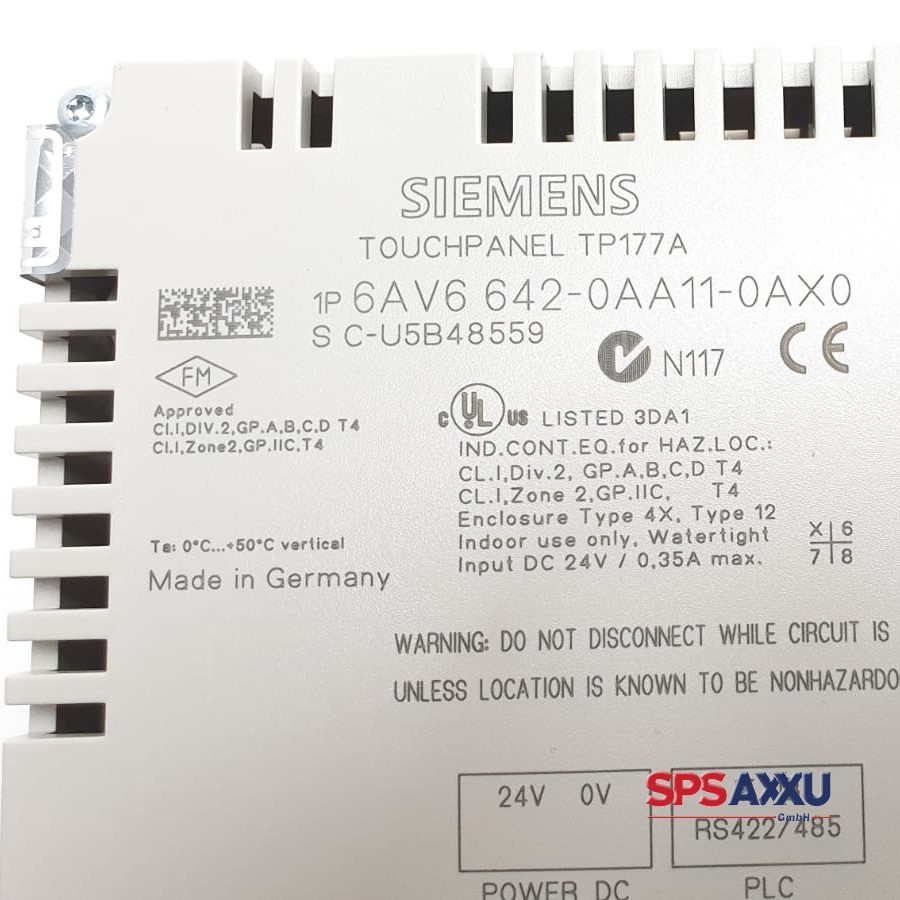 SIEMENS
TOUCHPANEL TP177A
1P 6AV6 642-0AA11-0AX0
S C-U5B48559
N117 CE
FM
Approved
CI.I,DIV.2,GP.A,B,C,D T4
CI.I,Zone2,GP.IIC,T4
c UL US LISTED 3DA1
IND.CONT.EQ.for HAZ.LOC.:
CL.I,Div.2, GP.A,B,C,D T4
CL.I,Zone 2,GP.IIC, T4
Enclosure Type 4X, Type 12
Indoor use only, Watertight
Input DC 24V / 0,35A max.
X 6
7 8
Ta: 0°C...+50°C vertical
Made in Germany
WARNING: DO NOT DISCONNECT WHILE CIRCUIT IS
UNLESS LOCATION IS KNOWN TO BE NONHAZARDO
24V 0V
POWER DC
SPS AXXU
GmbH
RS422/485
PLC